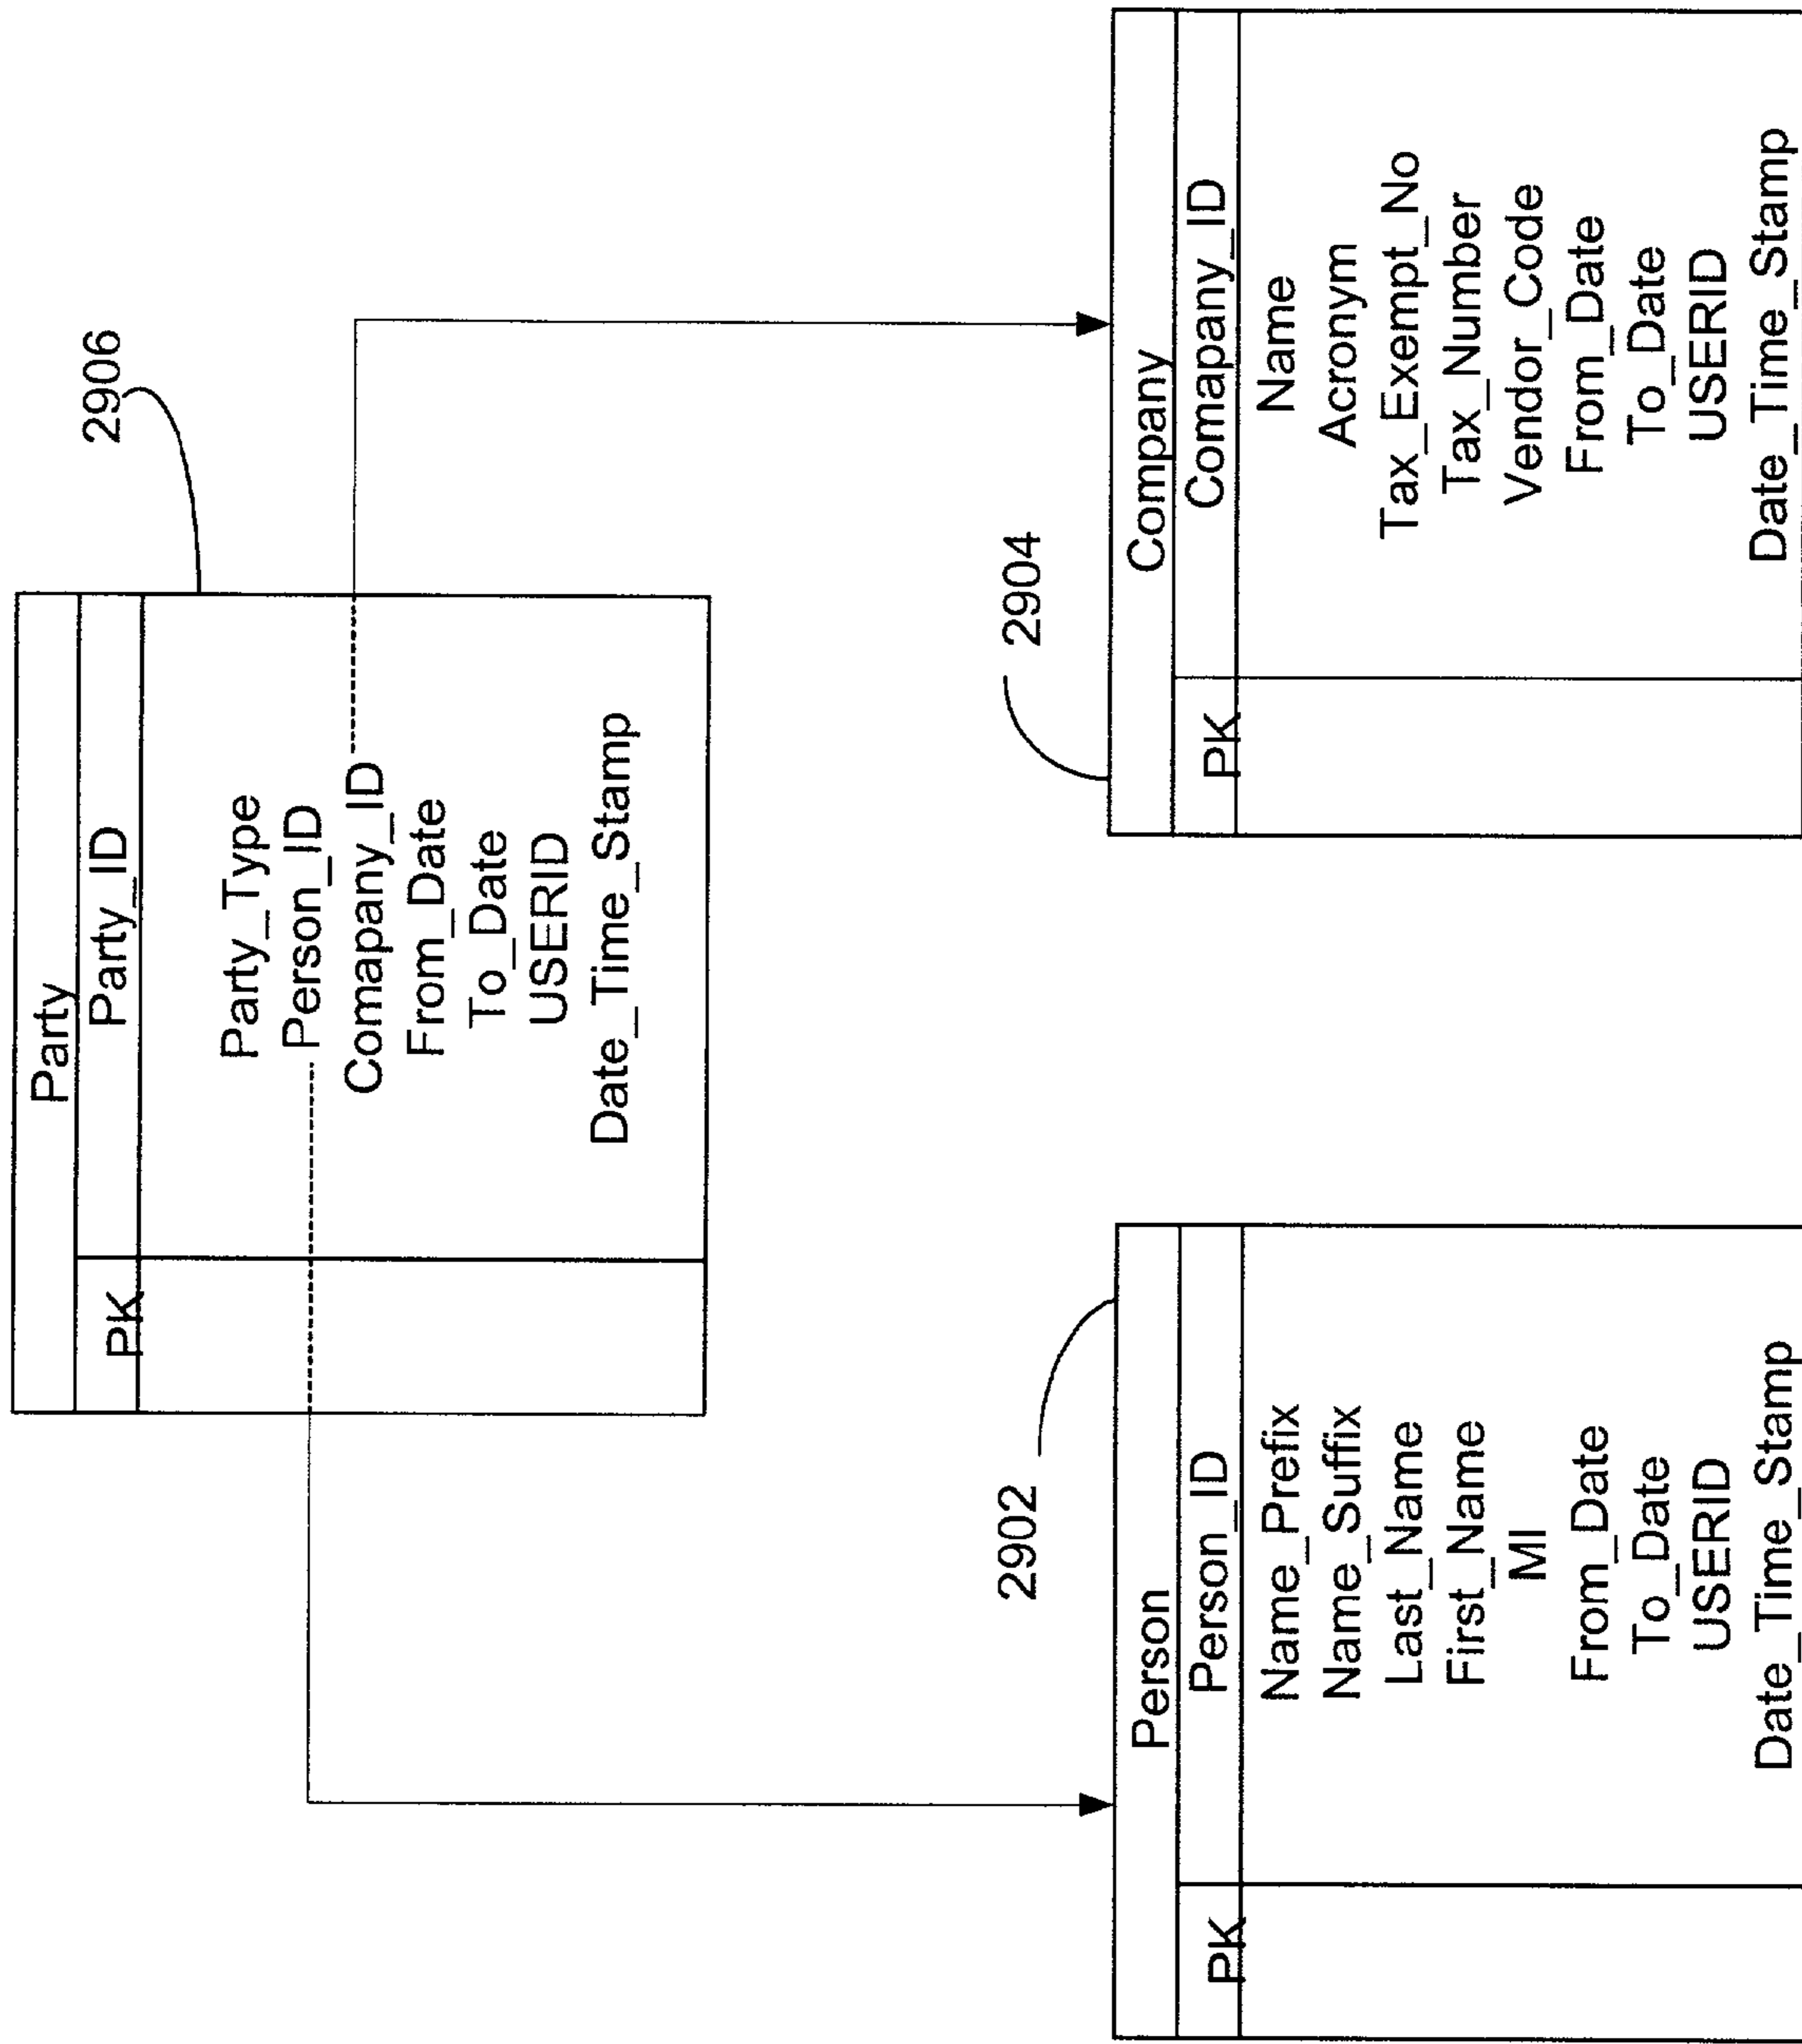 2906
Party
PK
Party_ID
Party_Type
Person_ID
Comapany_ID
From_Date
To_Date
USERID
Date_Time_Stamp
2902
Person
PK
Person_ID
Name_Prefix
Name_Suffix
Last_Name
First_Name
MI
From_Date
To_Date
USERID
Date_Time_Stamp
2904
Company
PK
Comapany_ID
Name
Acronym
Tax_Exempt_No
Tax_Number
Vendor_Code
From_Date
To_Date
USERID
Date_Time_Stamp